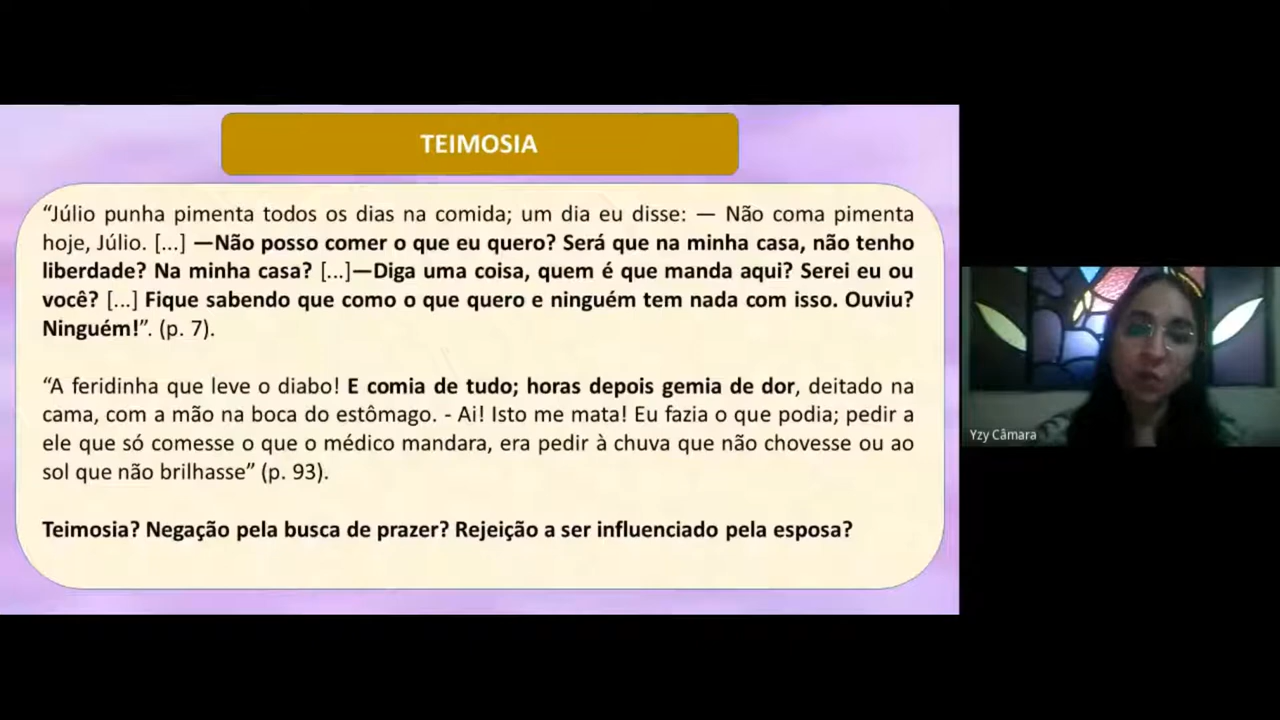 TEIMOSIA
“Júlio punha pimenta todos os dias na comida; um dia eu disse: — Não coma pimenta
hoje, Júlio. [...] —Não posso comer o que eu quero? Será que na minha casa, não tenho
liberdade? Na minha casa? [...]—Diga uma coisa, quem é que manda aqui? Serei eu ou
você? [...] Fique sabendo que como o que quero e ninguém tem nada com isso. Ouviu?
Ninguém!”. (p. 7).
“A feridinha que leve o diabo! E comia de tudo; horas depois gemia de dor, deitado na
cama, com a mão na boca do estômago. - Ai! Isto me mata! Eu fazia o que podia; pedir a
ele que só comesse o que o médico mandara, era pedir à chuva que não chovesse ou ao
sol que não brilhasse” (p. 93).
Teimosia? Negação pela busca de prazer? Rejeição a ser influenciado pela esposa?
Yzy Câmara